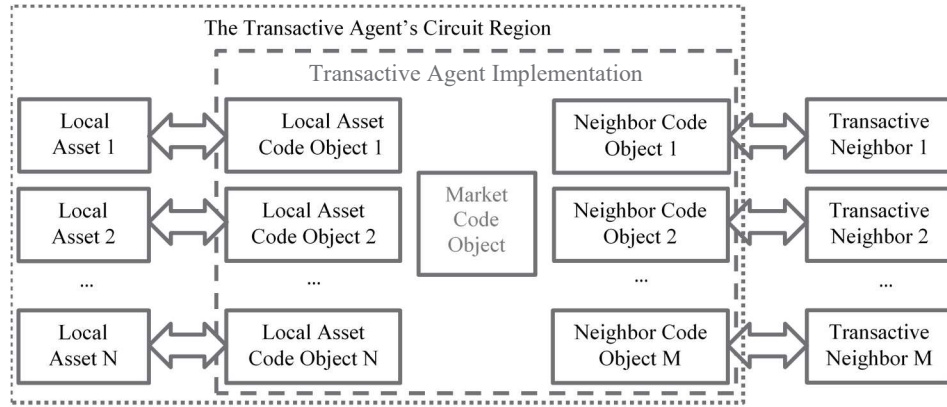 The Transactive Agent's Circuit Region
Transactive Agent Implementation
Local
Asset 1
Local Asset
Code Object 1
Neighbor Code
Object 1
Transactive
Neighbor 1
Local
Asset 2
Local Asset
Code Object 2
Market
Code
Object
Neighbor Code
Object 2
Transactive
Neighbor 2
...
...
...
...
Local
Asset N
Local Asset
Code Object N
Neighbor Code
Object M
Transactive
Neighbor M